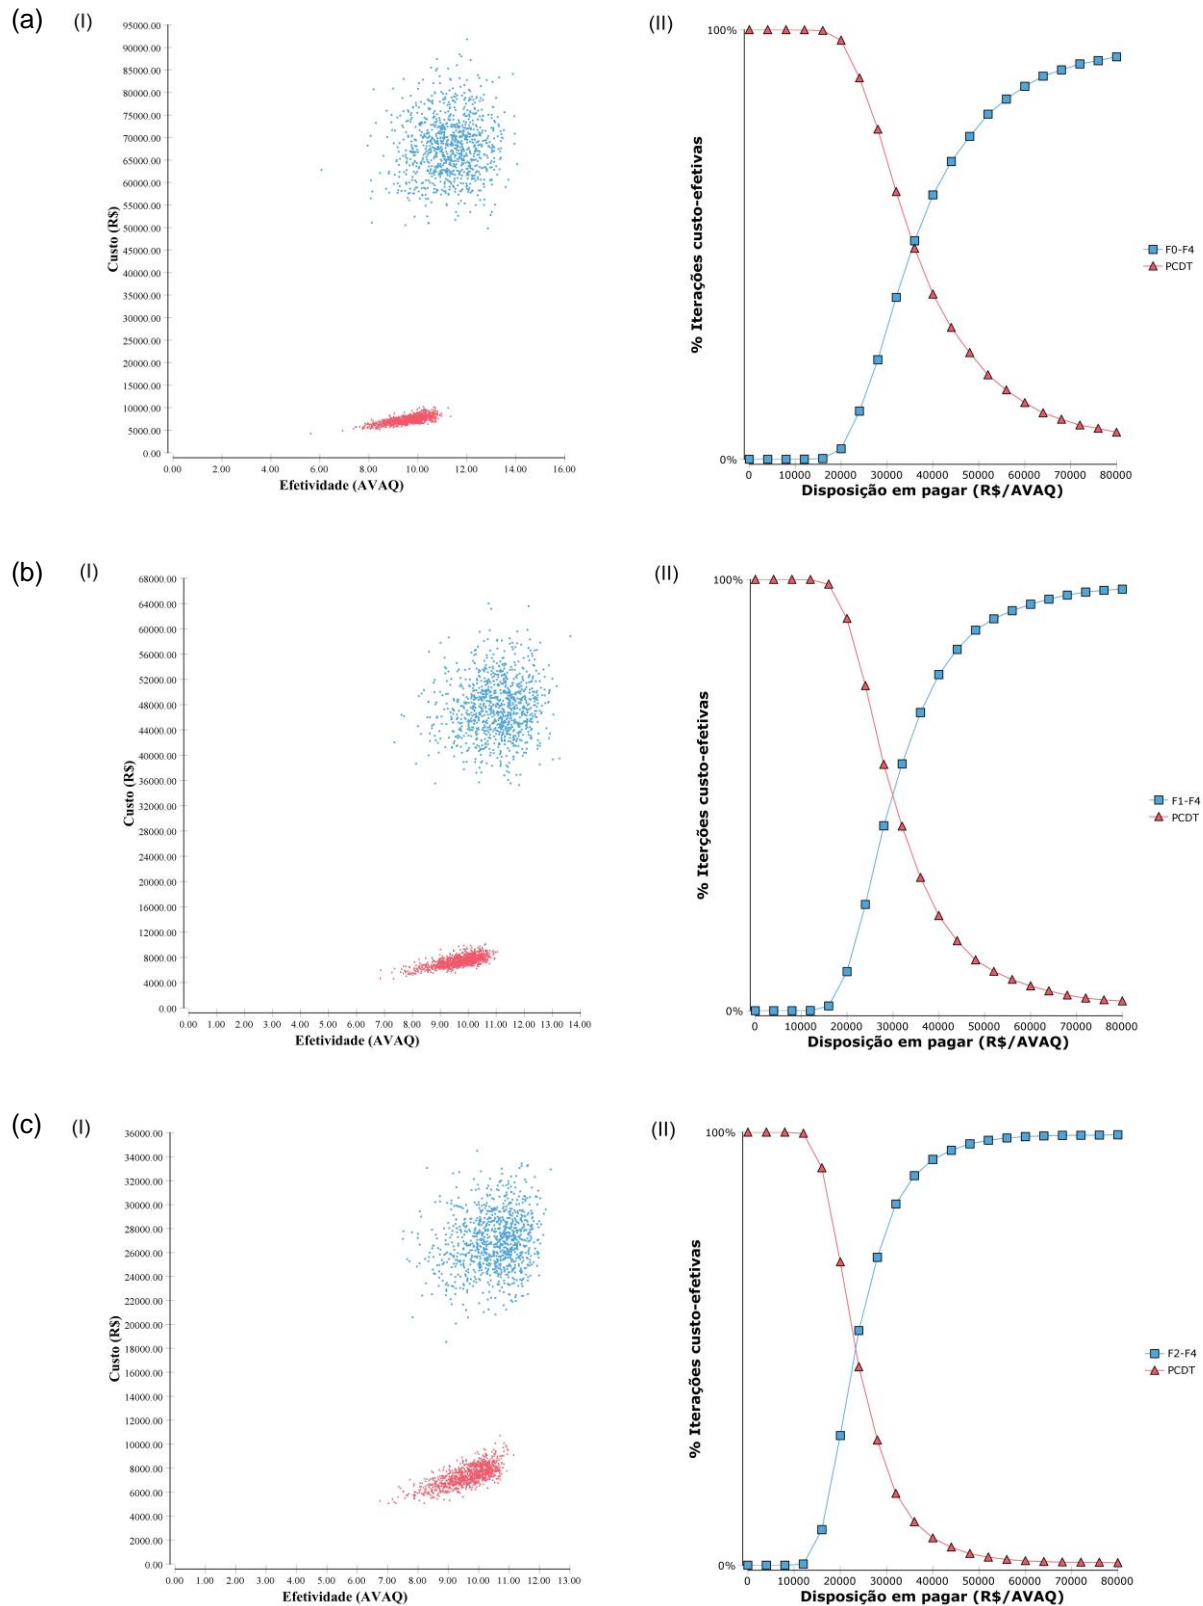 (a)
(I)
95000.00
90000.00
85000.00
80000.00
75000.00
70000.00
65000.00
60000.00
55000.00
50000.00
45000.00
40000.00
35000.00
30000.00
25000.00
20000.00
15000.00
10000.00
5000.00
0.00
Custo (R$)
0.00 2.00 4.00 6.00 8.00 10.00 12.00 14.00 16.00
Efetividade (AVAQ)
(II)
100%
0%
% Iterações custo-efetivas
0 10000 20000 30000 40000 50000 60000 70000 80000
Disposição em pagar (R$/AVAQ)
F0-F4
PCDT
(b)
(I)
68000.00
64000.00
60000.00
56000.00
52000.00
48000.00
44000.00
40000.00
36000.00
32000.00
28000.00
24000.00
20000.00
16000.00
12000.00
8000.00
4000.00
0.00
Custo (R$)
0.00 1.00 2.00 3.00 4.00 5.00 6.00 7.00 8.00 9.00 10.00 11.00 12.00 13.00 14.00
Efetividade (AVAQ)
(II)
100%
0%
% Iterções custo-efetivas
0 10000 20000 30000 40000 50000 60000 70000 80000
Disposição em pagar (R$/AVAQ)
F1-F4
PCDT
(c)
(I)
36000.00
34000.00
32000.00
30000.00
28000.00
26000.00
24000.00
22000.00
20000.00
18000.00
16000.00
14000.00
12000.00
10000.00
8000.00
6000.00
4000.00
2000.00
0.00
Custo (R$)
0.00 1.00 2.00 3.00 4.00 5.00 6.00 7.00 8.00 9.00 10.00 11.00 12.00 13.00
Efetividade (AVAQ)
(II)
100%
0%
% Iterações custo-efetivas
0 10000 20000 30000 40000 50000 60000 70000 80000
Disposição em pagar (R$/AVAQ)
F2-F4
PCDT